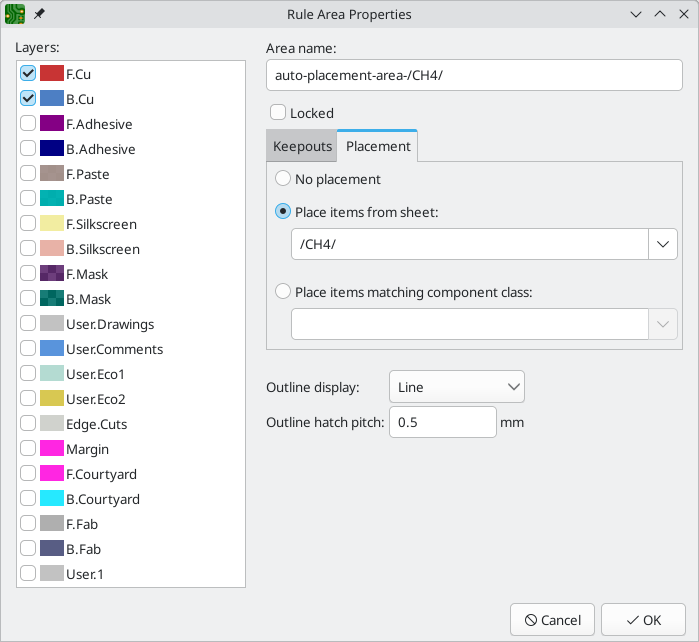 Rule Area Properties
Layers:
F.Cu
B.Cu
F.Adhesive
B.Adhesive
F.Paste
B.Paste
F.Silkscreen
B.Silkscreen
F.Mask
B.Mask
User.Drawings
User.Comments
User.Eco1
User.Eco2
Edge.Cuts
Margin
F.Courtyard
B.Courtyard
F.Fab
B.Fab
User.1
Area name:
auto-placement-area-/CH4/
Locked
Keepouts Placement
No placement
Place items from sheet:
/CH4/
Place items matching component class:
Outline display: Line
Outline hatch pitch: 0.5 mm
Cancel OK